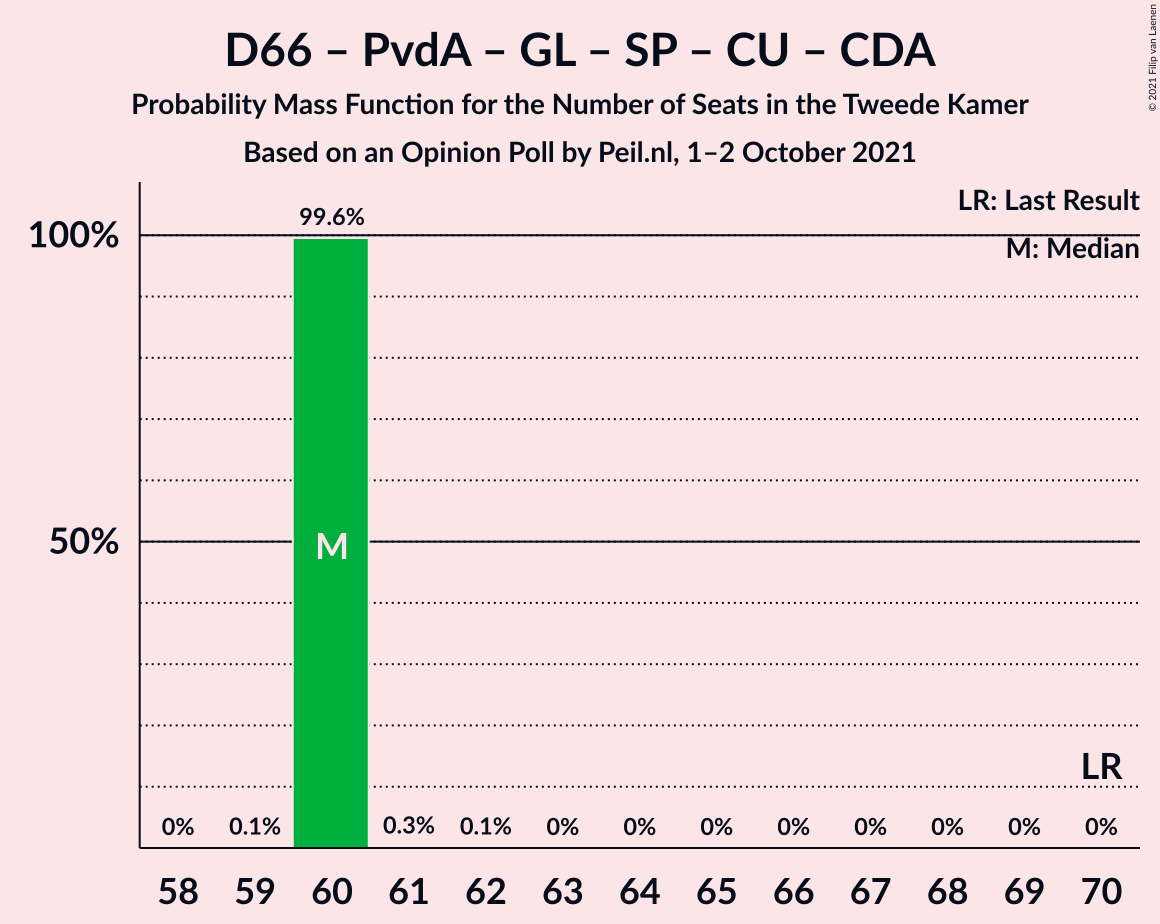 D66 – PvdA – GL – SP – CU – CDA
Probability Mass Function for the Number of Seats in the Tweede Kamer
Based on an Opinion Poll by Peil.nl, 1–2 October 2021
© 2021 Filip van Laenen
LR: Last Result
M: Median
99.6%
100%
50%
M
LR
0% 0.1% 0.3% 0.1% 0% 0% 0% 0% 0% 0% 0% 0%
58 59 60 61 62 63 64 65 66 67 68 69 70